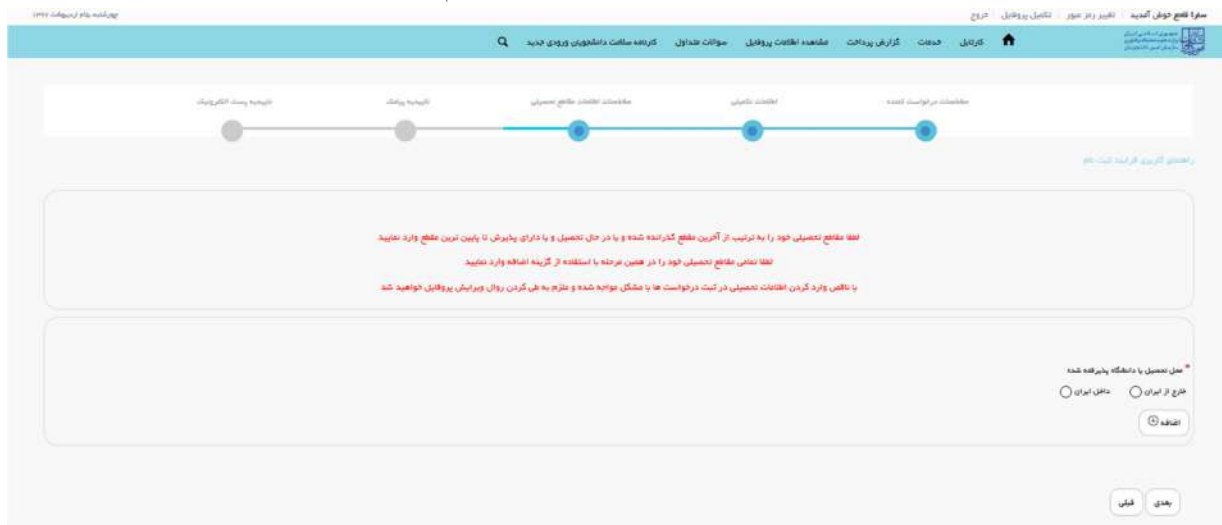 سارا قانع خوش آمدید | تغییر رمز عبور | تکمیل پروفایل | خروج
کارتابل خدمات گزارش پرداخت مشاهده اطلاعات پروفایل سوالات متداول کارنامه سلامت دانشجویان ورودی جدید
مشخصات درخواست کننده
اطلاعات تکمیلی
مشخصات اطلاعات مقاطع تحصیلی
تاییدیه پیامک
تاییدیه پست الکترونیک
راهنمای کاربری فرایند ثبت نام
لطفا مقاطع تحصیلی خود را به ترتیب از آخرین مقطع گذرانده شده و یا در حال تحصیل و یا دارای پذیرش تا پایین ترین مقطع وارد نمایید.
لطفا تمامی مقاطع تحصیلی خود را در همین مرحله با استفاده از گزینه اضافه وارد نمایید.
با ناقص وارد کردن اطلاعات تحصیلی در ثبت درخواست ها با مشکل مواجه شده و ملزم به طی کردن روال ویرایش پروفایل خواهید شد
* محل تحصیل یا دانشگاه پذیرفته شده
خارج از ایران داخل ایران
اضافه
بعدی قبلی